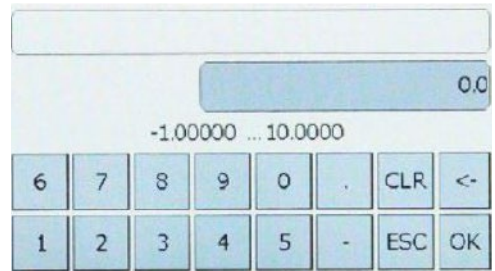 0.0
-1.00000 ... 10.0000
6 7 8 9 0 . CLR <-
1 2 3 4 5 - ESC OK